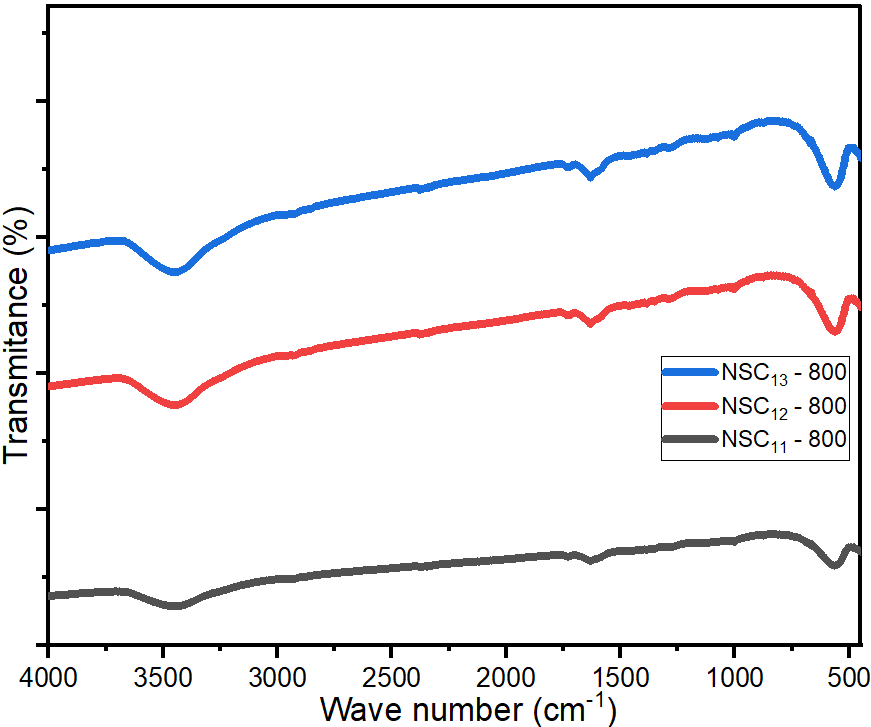 Transmitance (%)
NSC₁₃ - 800
NSC₁₂ - 800
NSC₁₁ - 800
4000 3500 3000 2500 2000 1500 1000 500
Wave number (cm⁻¹)